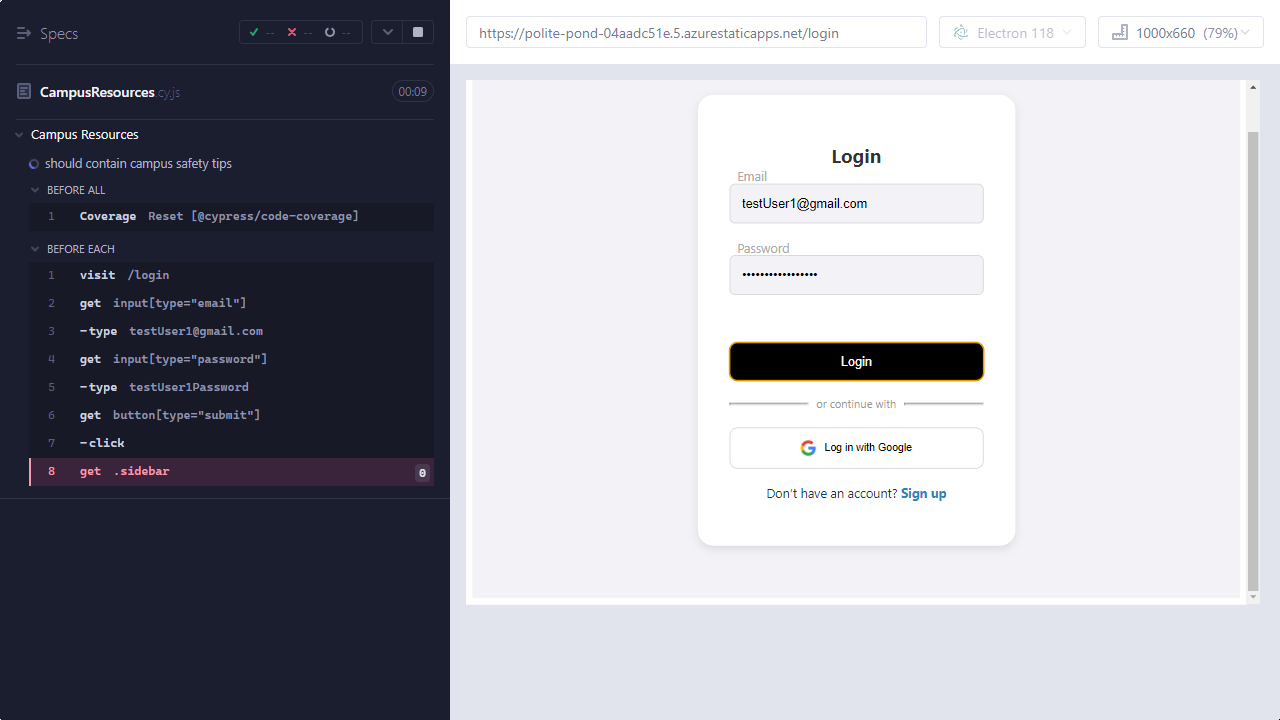 Specs
-- -- --
CampusResources.cy.js 00:09
Campus Resources
should contain campus safety tips
BEFORE ALL
1 Coverage Reset [@cypress/code-coverage]
BEFORE EACH
1 visit /login
2 get input[type="email"]
3 -type testUser1@gmail.com
4 get input[type="password"]
5 -type testUser1Password
6 get button[type="submit"]
7 -click
8 get .sidebar 0
https://polite-pond-04aadc51e.5.azurestaticapps.net/login
Electron 118
1000x660 (79%)
Login
Email
testUser1@gmail.com
Password
•••••••••••••••••
Login
or continue with
Log in with Google
Don't have an account? Sign up